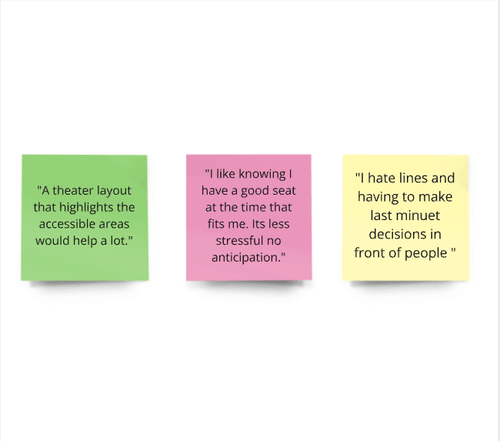 "A theater layout
that highlights the
accessible areas
would help a lot."
"I like knowing I
have a good seat
at the time that
fits me. Its less
stressful no
anticipation."
"I hate lines and
having to make
last minuet
decisions in
front of people "